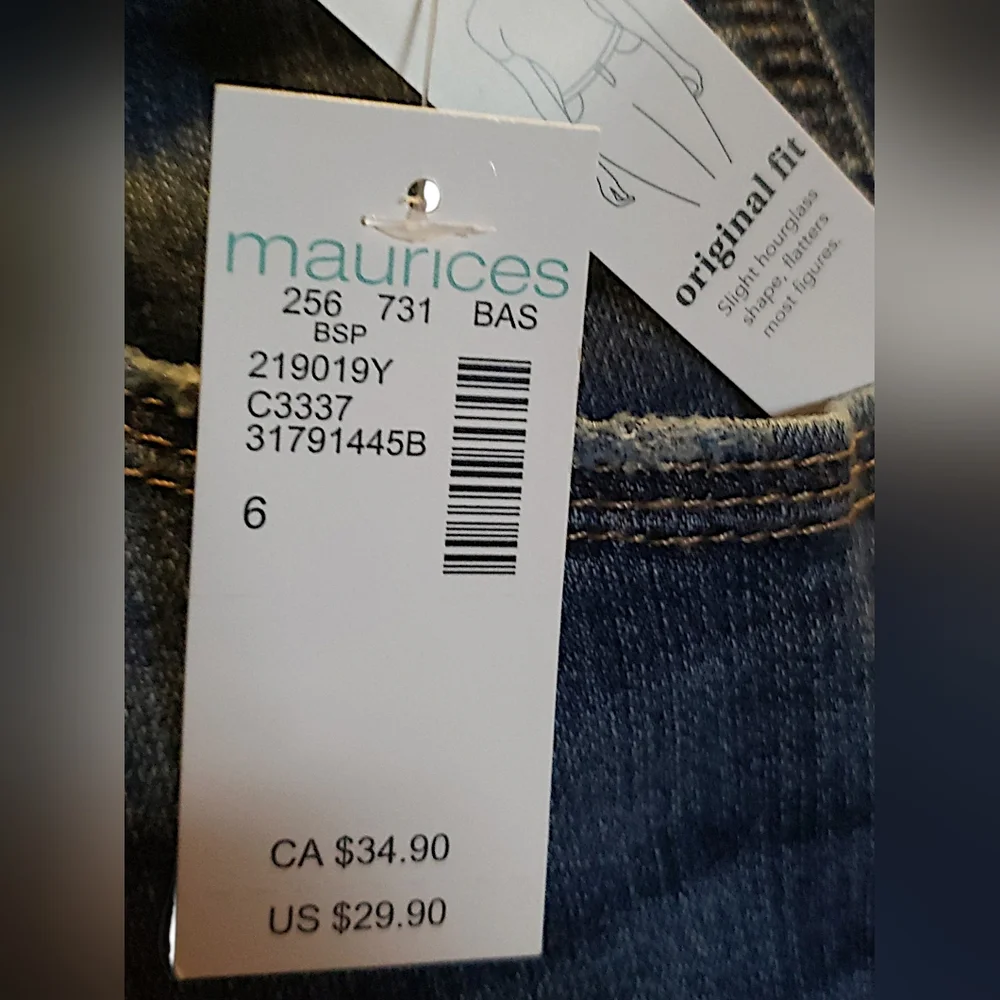 maurices
256 731 BAS
BSP
219019Y
C3337
31791445B
6
CA $34.90
US $29.90
original fit
Slight hourglass
shape, flatters
most figures.